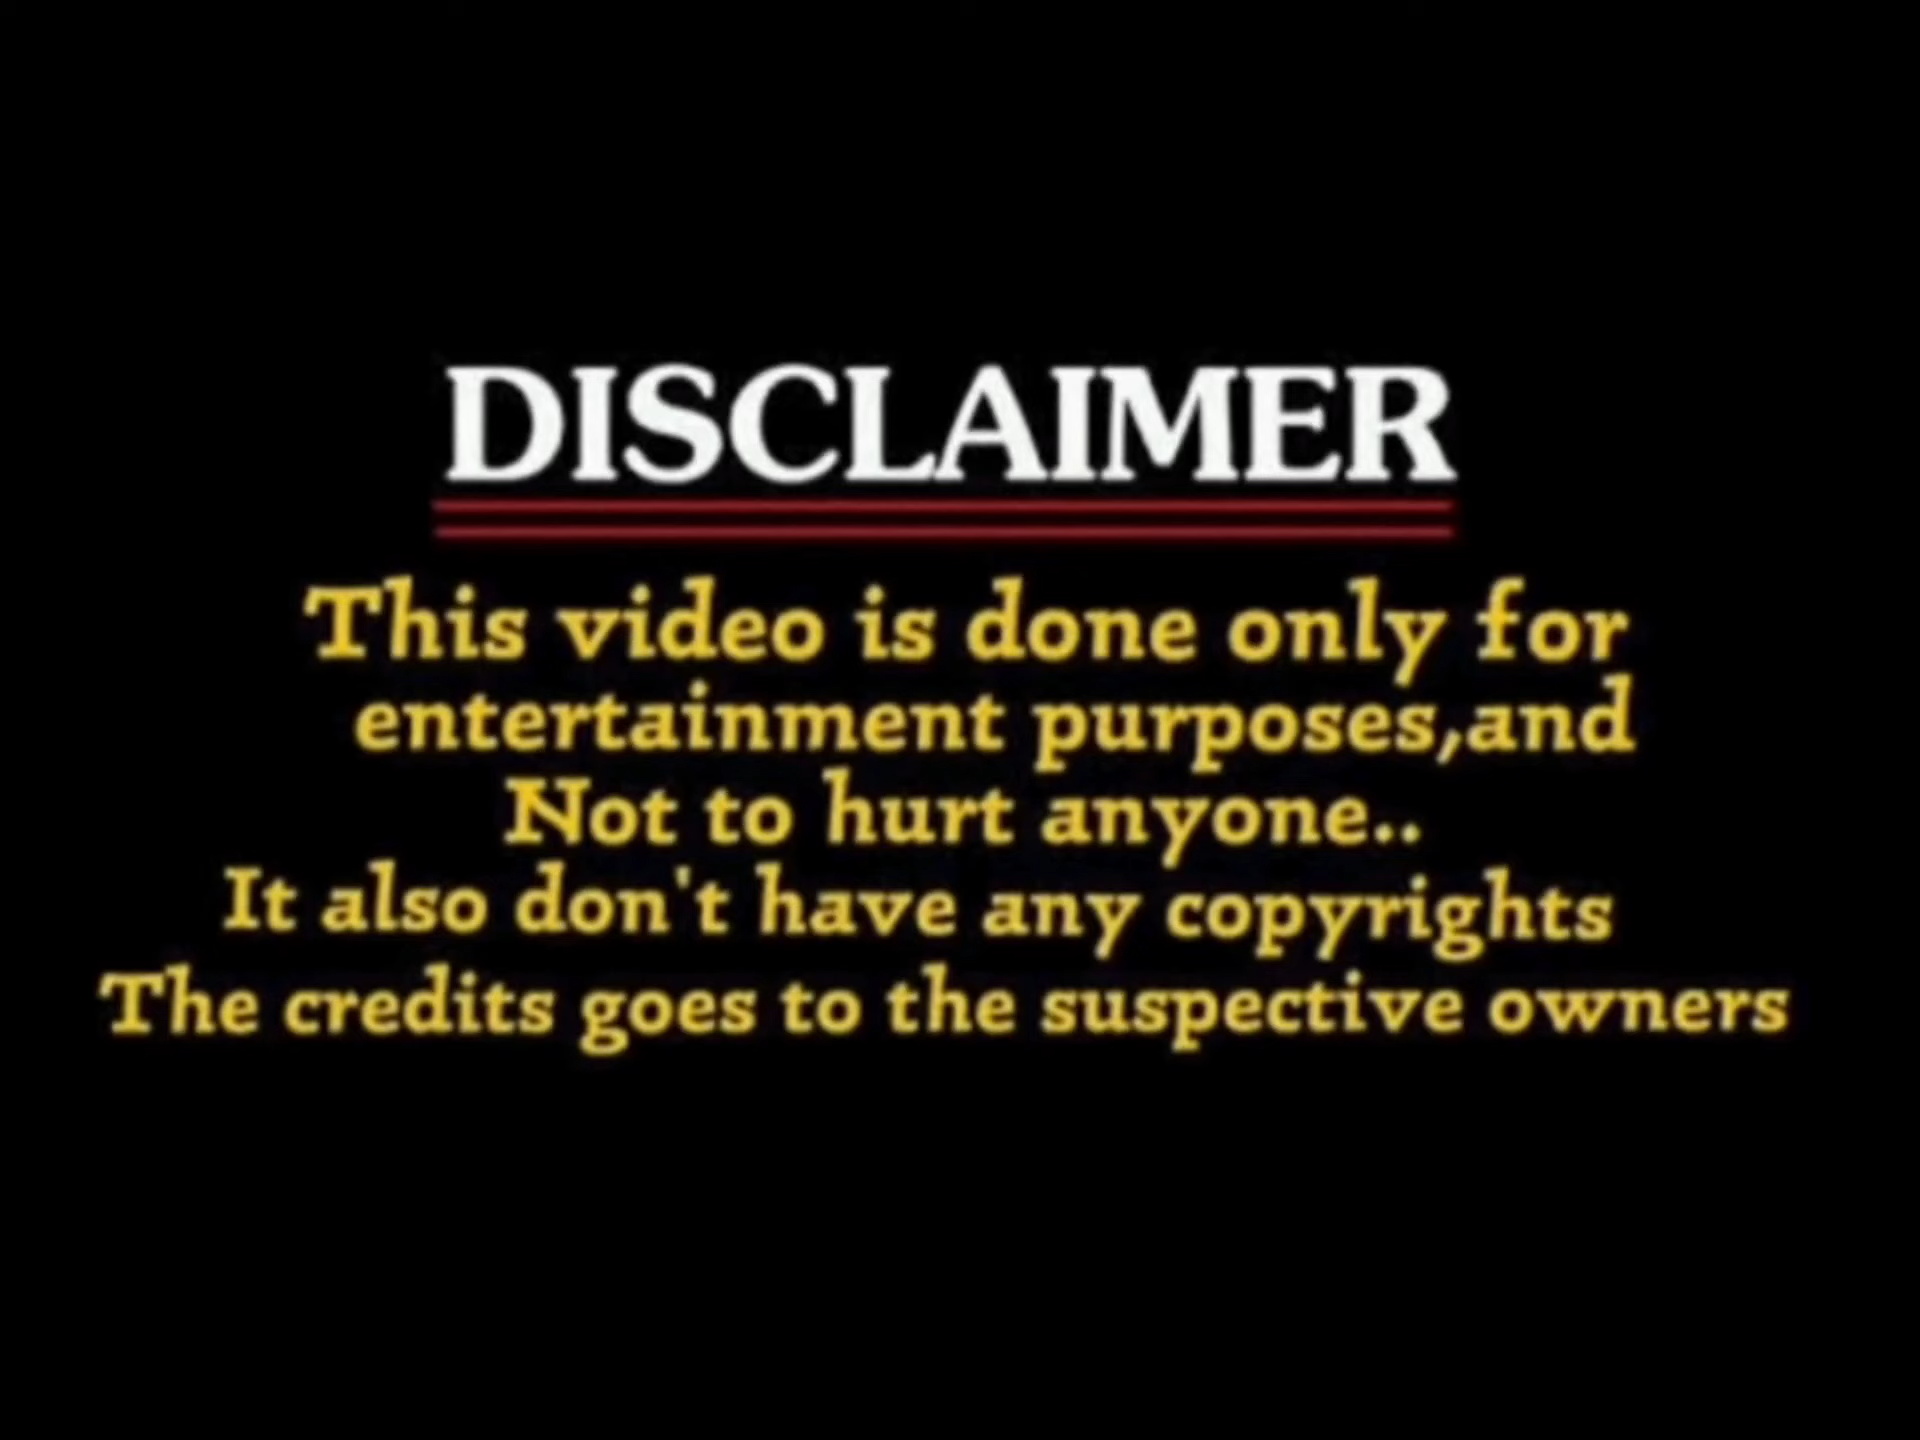 DISCLAIMER
This video is done only for
entertainment purposes,and
Not to hurt anyone..
It also don't have any copyrights
The credits goes to the suspective owners